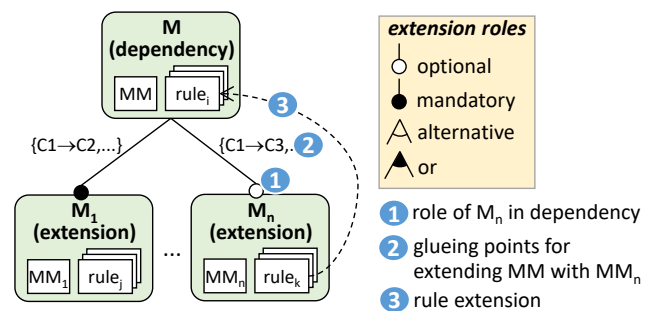 M
(dependency)
MM
rule_i
3
{C1→C2,...}
{C1→C3,.
2
1
M_1
(extension)
MM_1
rule_j
...
M_n
(extension)
MM_n
rule_k
extension roles
optional
mandatory
alternative
or
1 role of M_n in dependency
2 glueing points for
extending MM with MM_n
3 rule extension